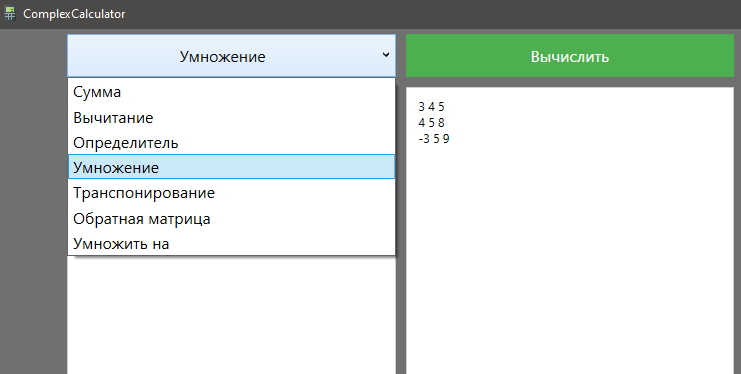 ComplexCalculator
Умножение
Вычислить
Сумма
Вычитание
Определитель
Умножение
Транспонирование
Обратная матрица
Умножить на
3 4 5
4 5 8
-3 5 9